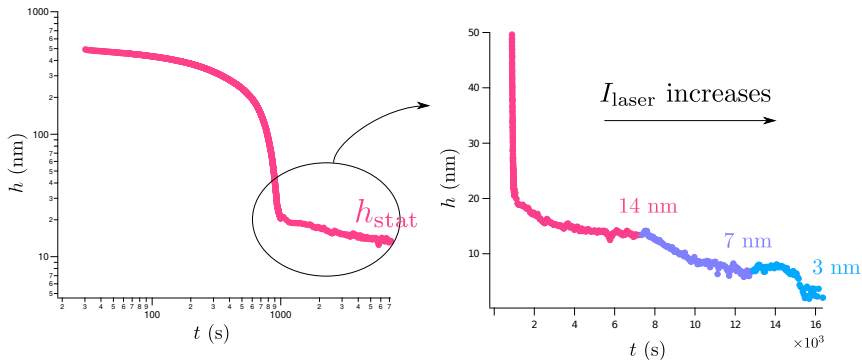 1000
7
6
5
4
3
2
100
7
6
5
4
3
2
10
7
6
5
h (nm)
2 3 4 5 6 7 8 9 100 2 3 4 5 6 7 8 9 1000 2 3 4 5 6 7
t (s)
h_stat
50
40
30
20
10
h (nm)
I_laser increases
14 nm
7 nm
3 nm
2 4 6 8 10 12 14 16
×10³
t (s)